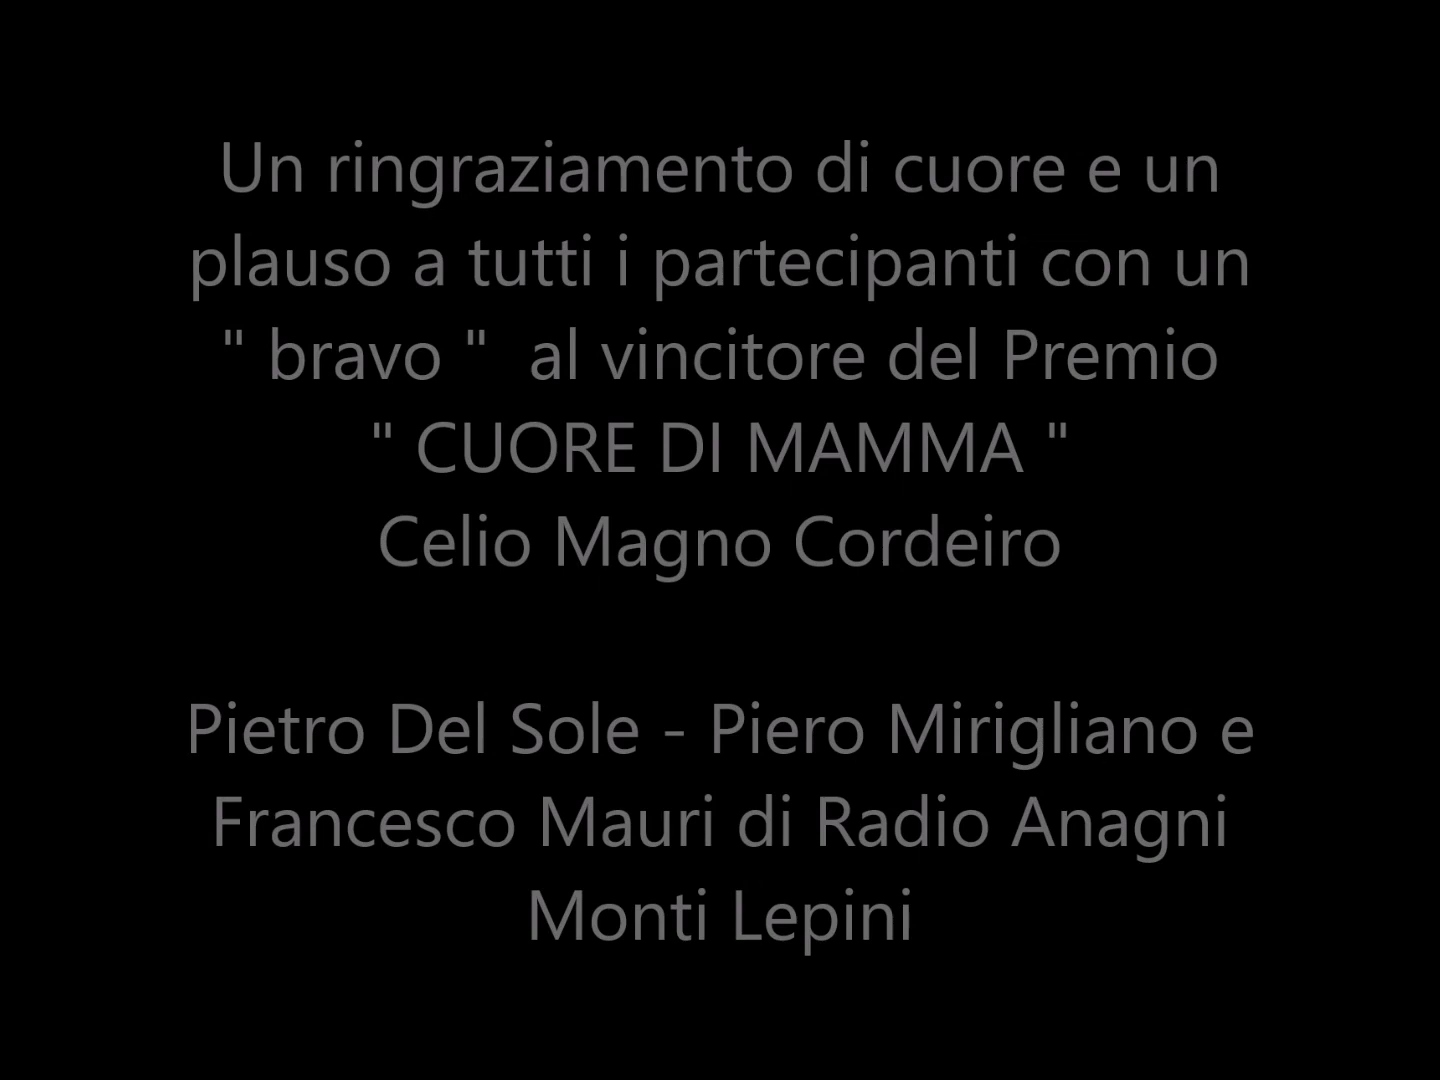 Un ringraziamento di cuore e un
plauso a tutti i partecipanti con un
" bravo "  al vincitore del Premio
" CUORE DI MAMMA "
Celio Magno Cordeiro
Pietro Del Sole - Piero Mirigliano e
Francesco Mauri di Radio Anagni
Monti Lepini